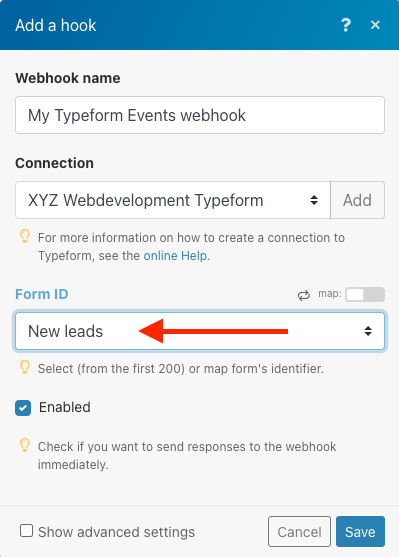 Add a hook ? ×
Webhook name
My Typeform Events webhook
Connection
XYZ Webdevelopment Typeform Add
For more information on how to create a connection to
Typeform, see the online Help.
Form ID map:
New leads
Select (from the first 200) or map form's identifier.
Enabled
Check if you want to send responses to the webhook
immediately.
Show advanced settings Cancel Save